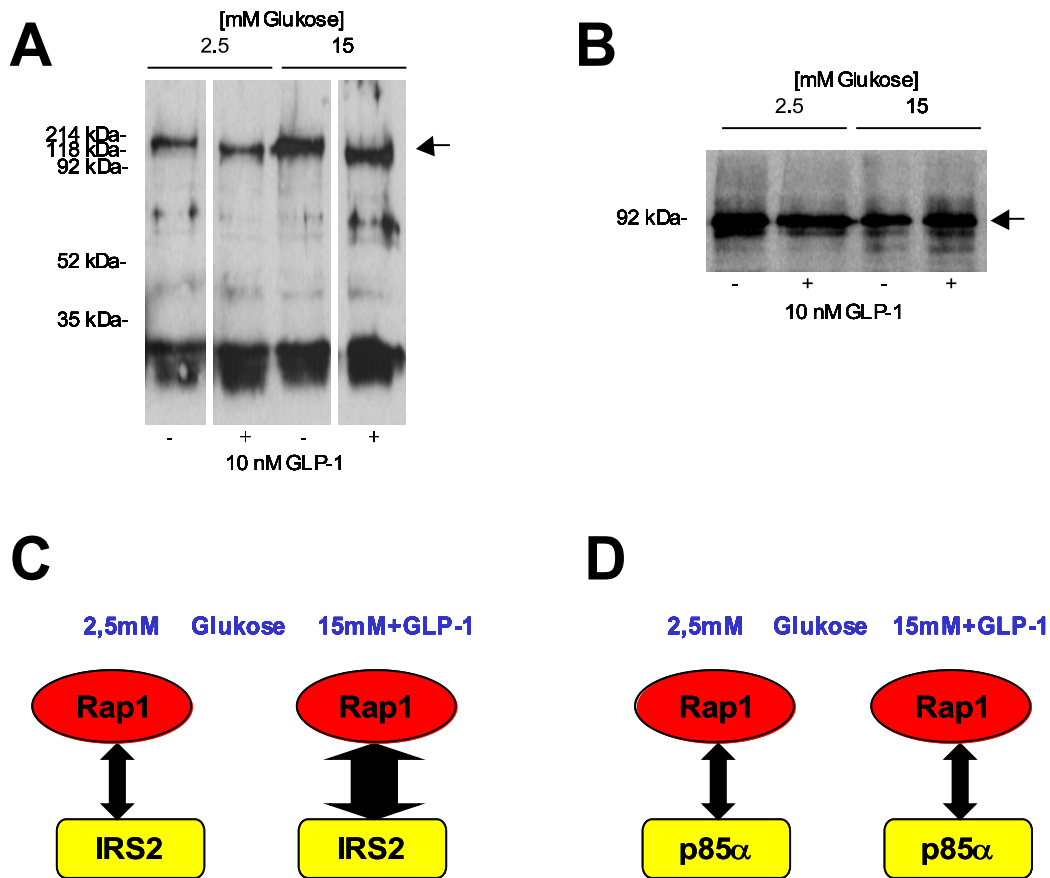 A
[mM Glukose]
2.5 15
214 kDa-
118 kDa-
92 kDa-
52 kDa-
35 kDa-
- + - +
10 nM GLP-1
B
[mM Glukose]
2.5 15
92 kDa-
- + - +
10 nM GLP-1
C
2,5mM Glukose 15mM+GLP-1
Rap1 Rap1
IRS2 IRS2
D
2,5mM Glukose 15mM+GLP-1
Rap1 Rap1
p85α p85α